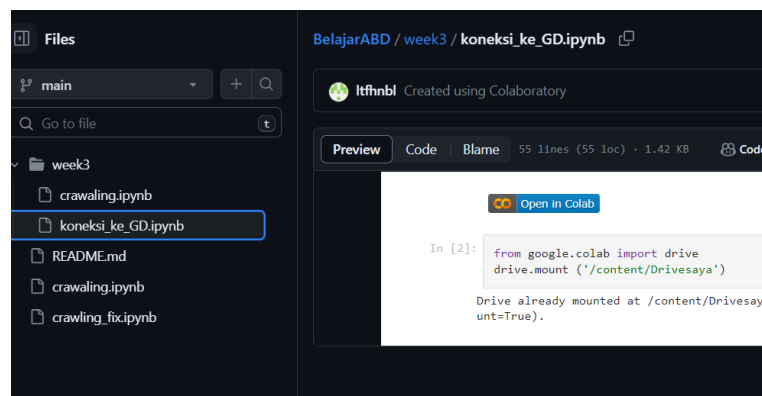 Files
main
Go to file
t
week3
crawaling.ipynb
koneksi_ke_GD.ipynb
README.md
crawaling.ipynb
crawling_fix.ipynb
BelajarABD / week3 / koneksi_ke_GD.ipynb
ltfhnbl Created using Colaboratory
Preview Code Blame 55 lines (55 loc) · 1.42 KB Code
Open in Colab
In [2]: from google.colab import drive
drive.mount ('/content/Drivesaya')
Drive already mounted at /content/Drivesay
unt=True).